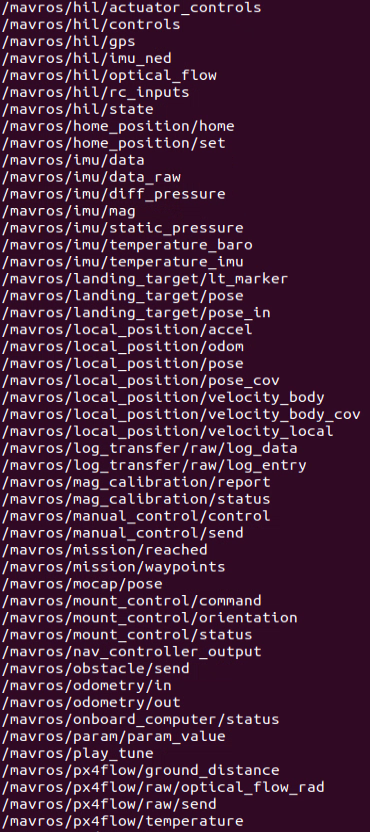 /mavros/hil/actuator_controls
/mavros/hil/controls
/mavros/hil/gps
/mavros/hil/imu_ned
/mavros/hil/optical_flow
/mavros/hil/rc_inputs
/mavros/hil/state
/mavros/home_position/home
/mavros/home_position/set
/mavros/imu/data
/mavros/imu/data_raw
/mavros/imu/diff_pressure
/mavros/imu/mag
/mavros/imu/static_pressure
/mavros/imu/temperature_baro
/mavros/imu/temperature_imu
/mavros/landing_target/lt_marker
/mavros/landing_target/pose
/mavros/landing_target/pose_in
/mavros/local_position/accel
/mavros/local_position/odom
/mavros/local_position/pose
/mavros/local_position/pose_cov
/mavros/local_position/velocity_body
/mavros/local_position/velocity_body_cov
/mavros/local_position/velocity_local
/mavros/log_transfer/raw/log_data
/mavros/log_transfer/raw/log_entry
/mavros/mag_calibration/report
/mavros/mag_calibration/status
/mavros/manual_control/control
/mavros/manual_control/send
/mavros/mission/reached
/mavros/mission/waypoints
/mavros/mocap/pose
/mavros/mount_control/command
/mavros/mount_control/orientation
/mavros/mount_control/status
/mavros/nav_controller_output
/mavros/obstacle/send
/mavros/odometry/in
/mavros/odometry/out
/mavros/onboard_computer/status
/mavros/param/param_value
/mavros/play_tune
/mavros/px4flow/ground_distance
/mavros/px4flow/raw/optical_flow_rad
/mavros/px4flow/raw/send
/mavros/px4flow/temperature